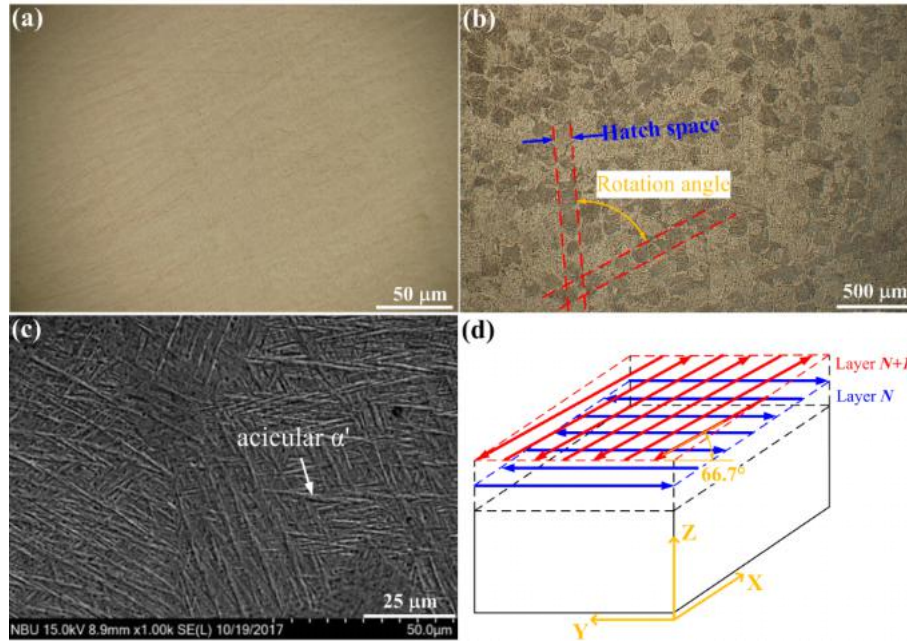 (a)
50 μm
(b)
Hatch space
Rotation angle
500 μm
(c)
acicular α'
25 μm
NBU 15.0kV 8.9mm x1.00k SE(L) 10/19/2017 50.0μm
(d)
Layer N+1
Layer N
66.7°
Z
X
Y